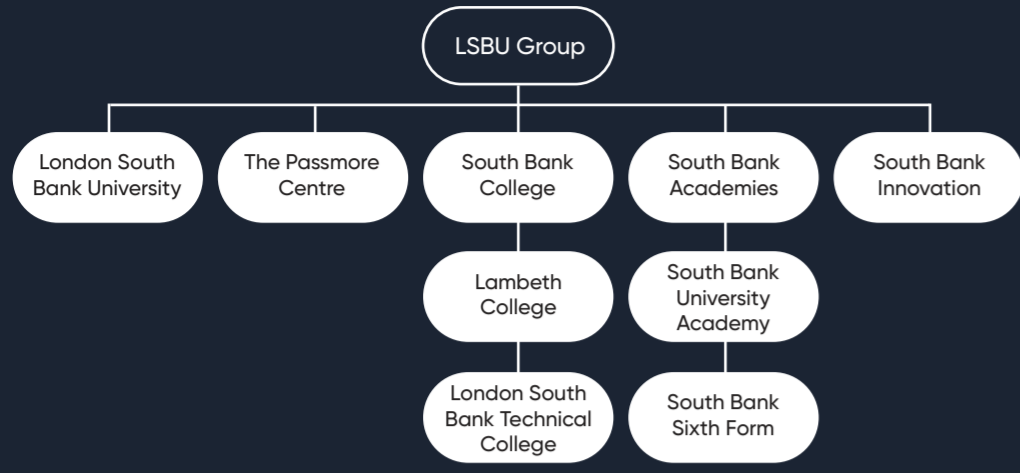 LSBU Group
London South
Bank University
The Passmore
Centre
South Bank
College
South Bank
Academies
South Bank
Innovation
Lambeth
College
South Bank
University
Academy
London South
Bank Technical
College
South Bank
Sixth Form